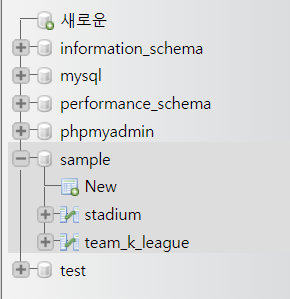 새로운
information_schema
mysql
performance_schema
phpmyadmin
sample
New
stadium
team_k_league
test